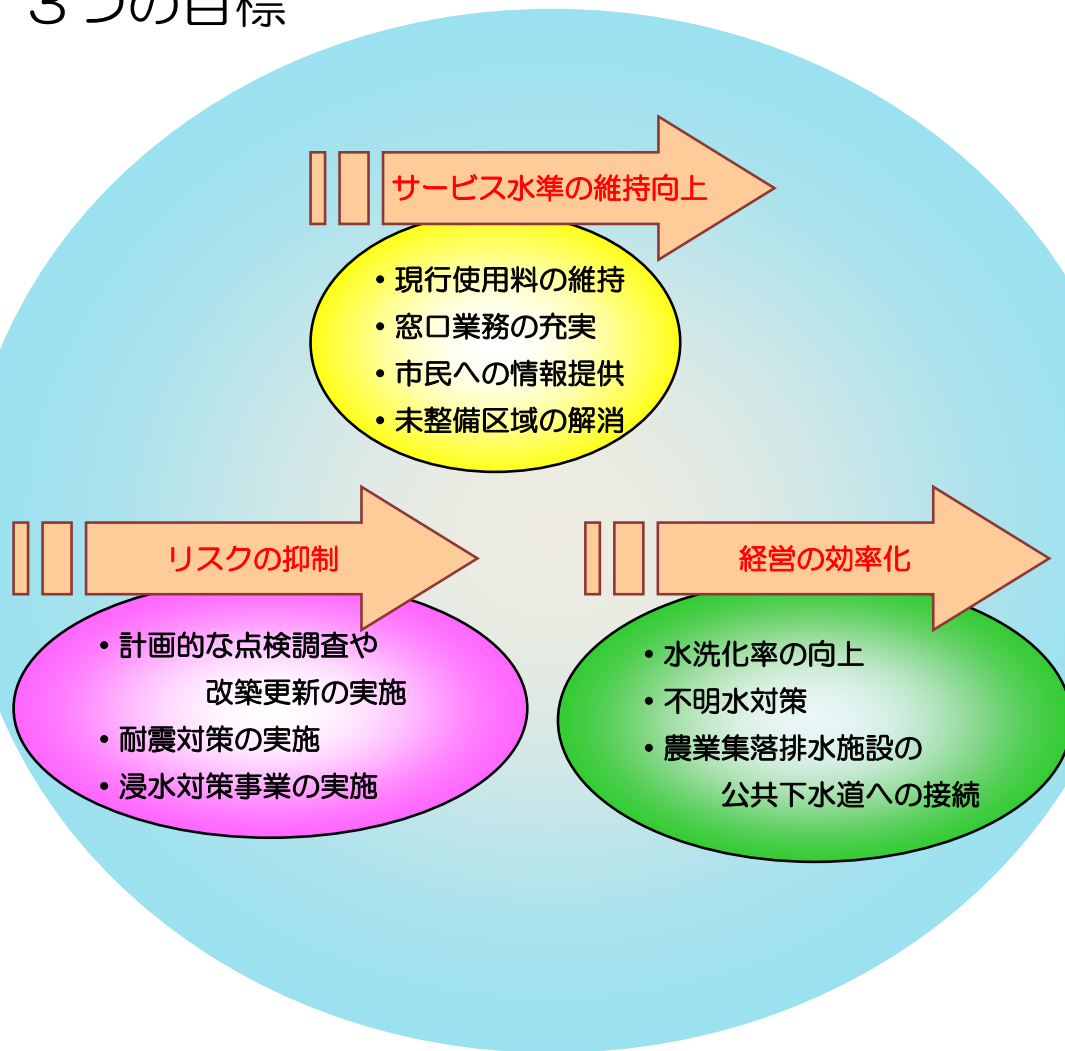 ３つの目標
サービス水準の維持向上
・現行使用料の維持
・窓口業務の充実
・市民への情報提供
・未整備区域の解消
リスクの抑制
・計画的な点検調査や
改築更新の実施
・耐震対策の実施
・浸水対策事業の実施
経営の効率化
・水洗化率の向上
・不明水対策
・農業集落排水施設の
公共下水道への接続